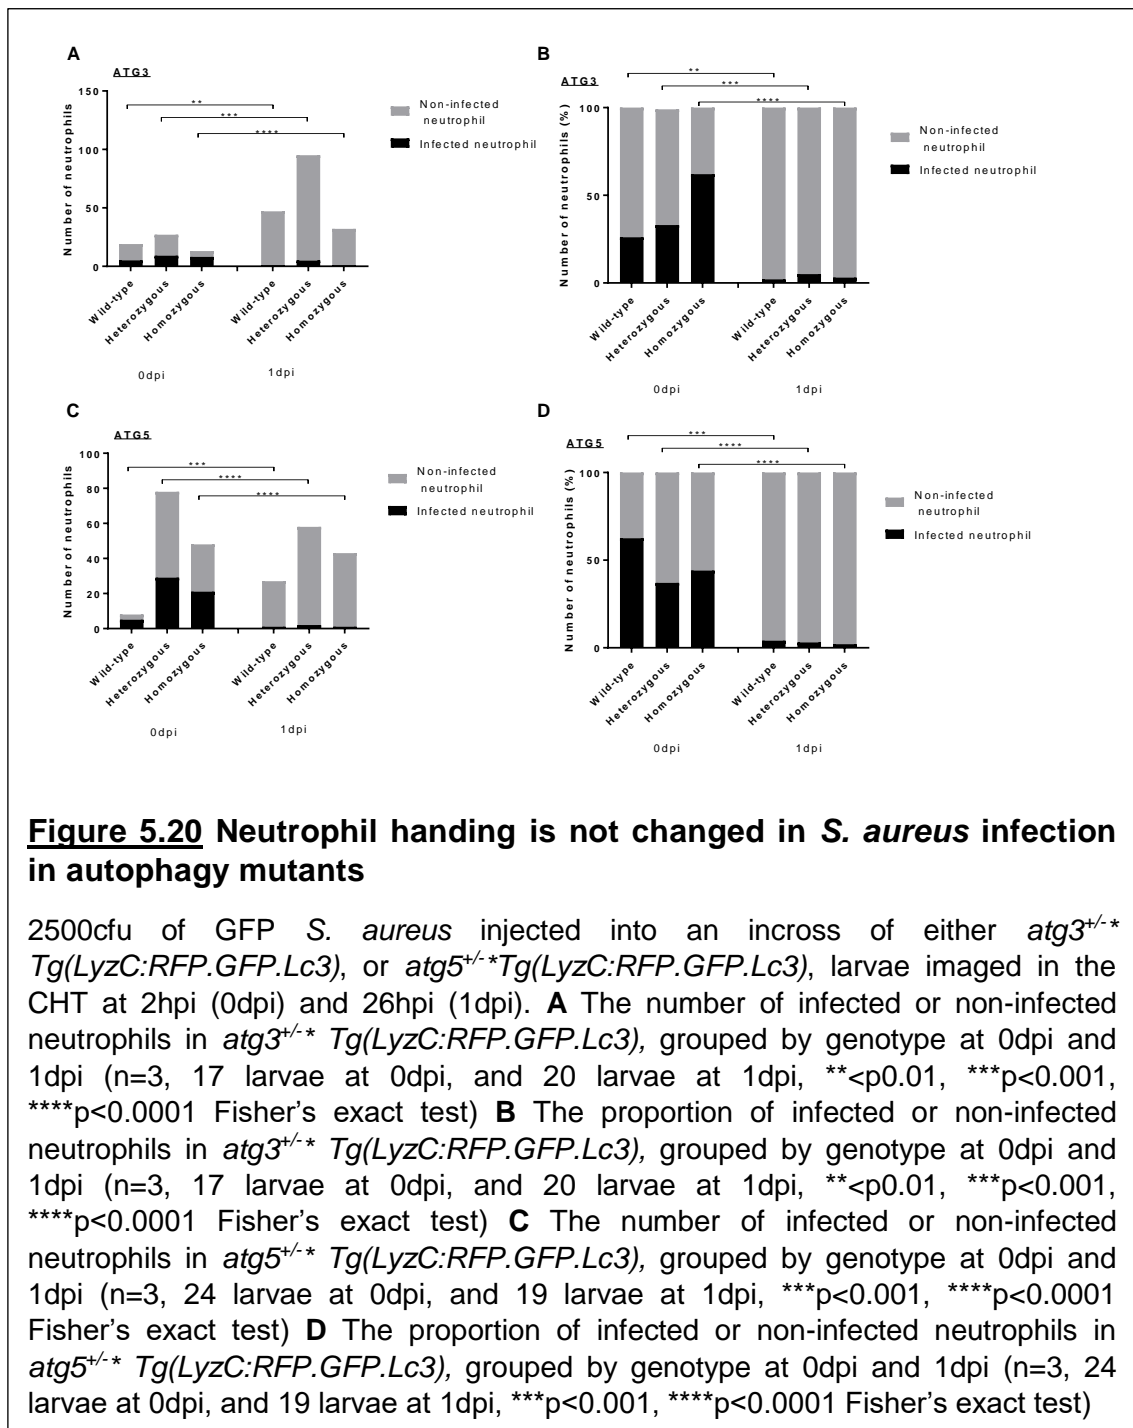 A
ATG3
Number of neutrophils
150
100
50
0
**
***
****
Non-infected
neutrophil
Infected neutrophil
Wild-type
Heterozygous
Homozygous
Wild-type
Heterozygous
Homozygous
0dpi
1dpi
B
ATG3
Number of neutrophils (%)
100
50
0
**
***
****
Non-infected
neutrophil
Infected neutrophil
Wild-type
Heterozygous
Homozygous
Wild-type
Heterozygous
Homozygous
0dpi
1dpi
C
ATG5
Number of neutrophils
100
80
60
40
20
0
***
****
****
Non-infected
neutrophil
Infected neutrophil
Wild-type
Heterozygous
Homozygous
Wild-type
Heterozygous
Homozygous
0dpi
1dpi
D
ATG5
Number of neutrophils (%)
100
50
0
***
****
****
Non-infected
neutrophil
Infected neutrophil
Wild-type
Heterozygous
Homozygous
Wild-type
Heterozygous
Homozygous
0dpi
1dpi
Figure 5.20 Neutrophil handing is not changed in S. aureus infection
in autophagy mutants
2500cfu of GFP S. aureus injected into an incross of either atg3+/-*
Tg(LyzC:RFP.GFP.Lc3), or atg5+/-*Tg(LyzC:RFP.GFP.Lc3), larvae imaged in the
CHT at 2hpi (0dpi) and 26hpi (1dpi). A The number of infected or non-infected
neutrophils in atg3+/-* Tg(LyzC:RFP.GFP.Lc3), grouped by genotype at 0dpi and
1dpi (n=3, 17 larvae at 0dpi, and 20 larvae at 1dpi, **<p0.01, ***p<0.001,
****p<0.0001 Fisher's exact test) B The proportion of infected or non-infected
neutrophils in atg3+/-* Tg(LyzC:RFP.GFP.Lc3), grouped by genotype at 0dpi and
1dpi (n=3, 17 larvae at 0dpi, and 20 larvae at 1dpi, **<p0.01, ***p<0.001,
****p<0.0001 Fisher's exact test) C The number of infected or non-infected
neutrophils in atg5+/-* Tg(LyzC:RFP.GFP.Lc3), grouped by genotype at 0dpi and
1dpi (n=3, 24 larvae at 0dpi, and 19 larvae at 1dpi, ***p<0.001, ****p<0.0001
Fisher's exact test) D The proportion of infected or non-infected neutrophils in
atg5+/-* Tg(LyzC:RFP.GFP.Lc3), grouped by genotype at 0dpi and 1dpi (n=3, 24
larvae at 0dpi, and 19 larvae at 1dpi, ***p<0.001, ****p<0.0001 Fisher's exact test)